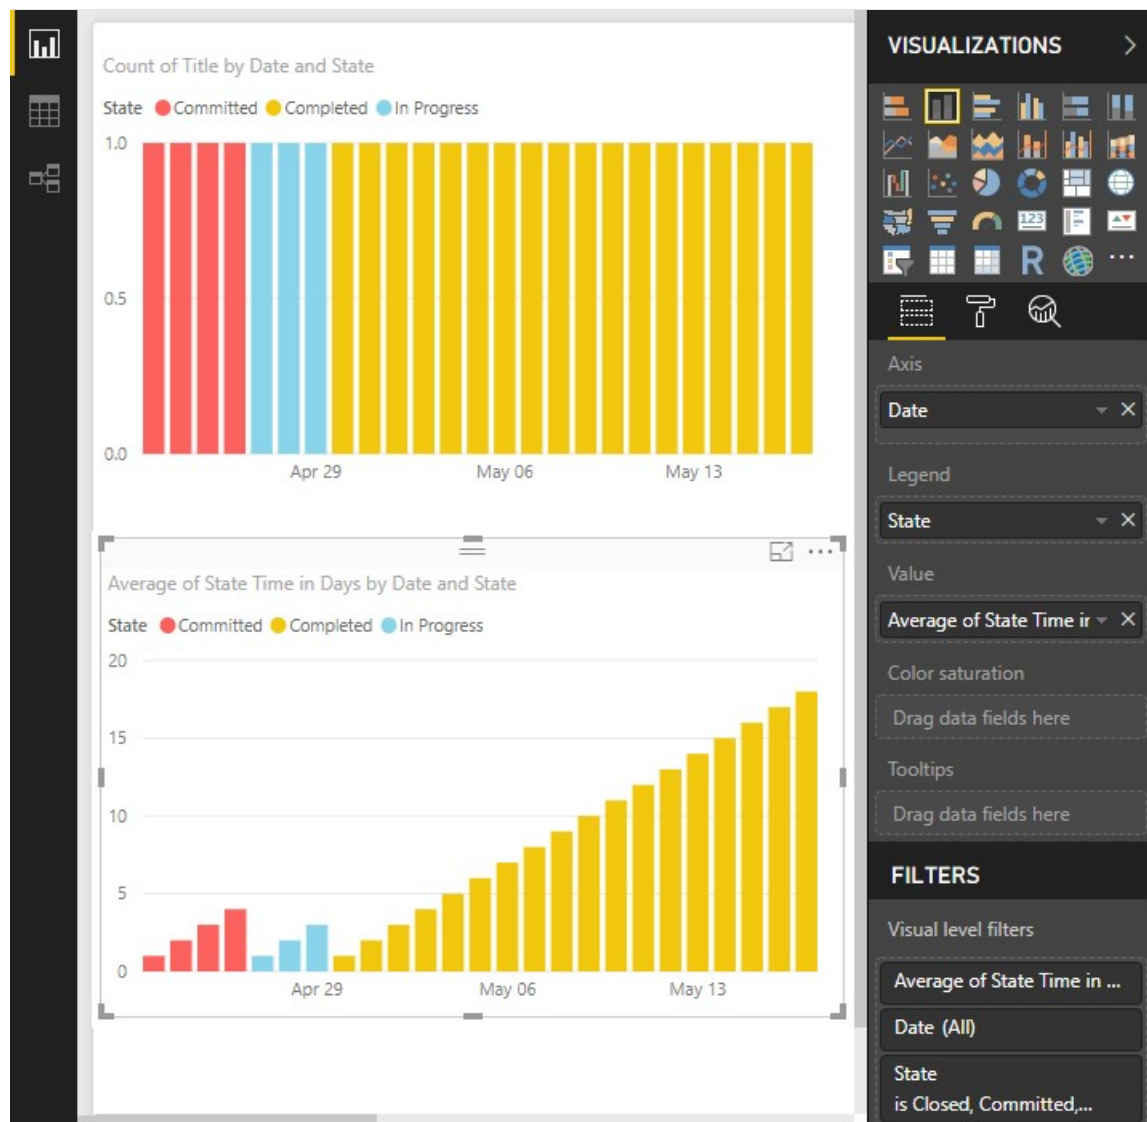 Count of Title by Date and State
State Committed Completed In Progress
1.0
0.5
0.0
Apr 29 May 06 May 13
Average of State Time in Days by Date and State
State Committed Completed In Progress
20
15
10
5
0
Apr 29 May 06 May 13
VISUALIZATIONS
123
R
Axis
Date
Legend
State
Value
Average of State Time ir
Color saturation
Drag data fields here
Tooltips
Drag data fields here
FILTERS
Visual level filters
Average of State Time in ...
Date (All)
State
is Closed, Committed,...